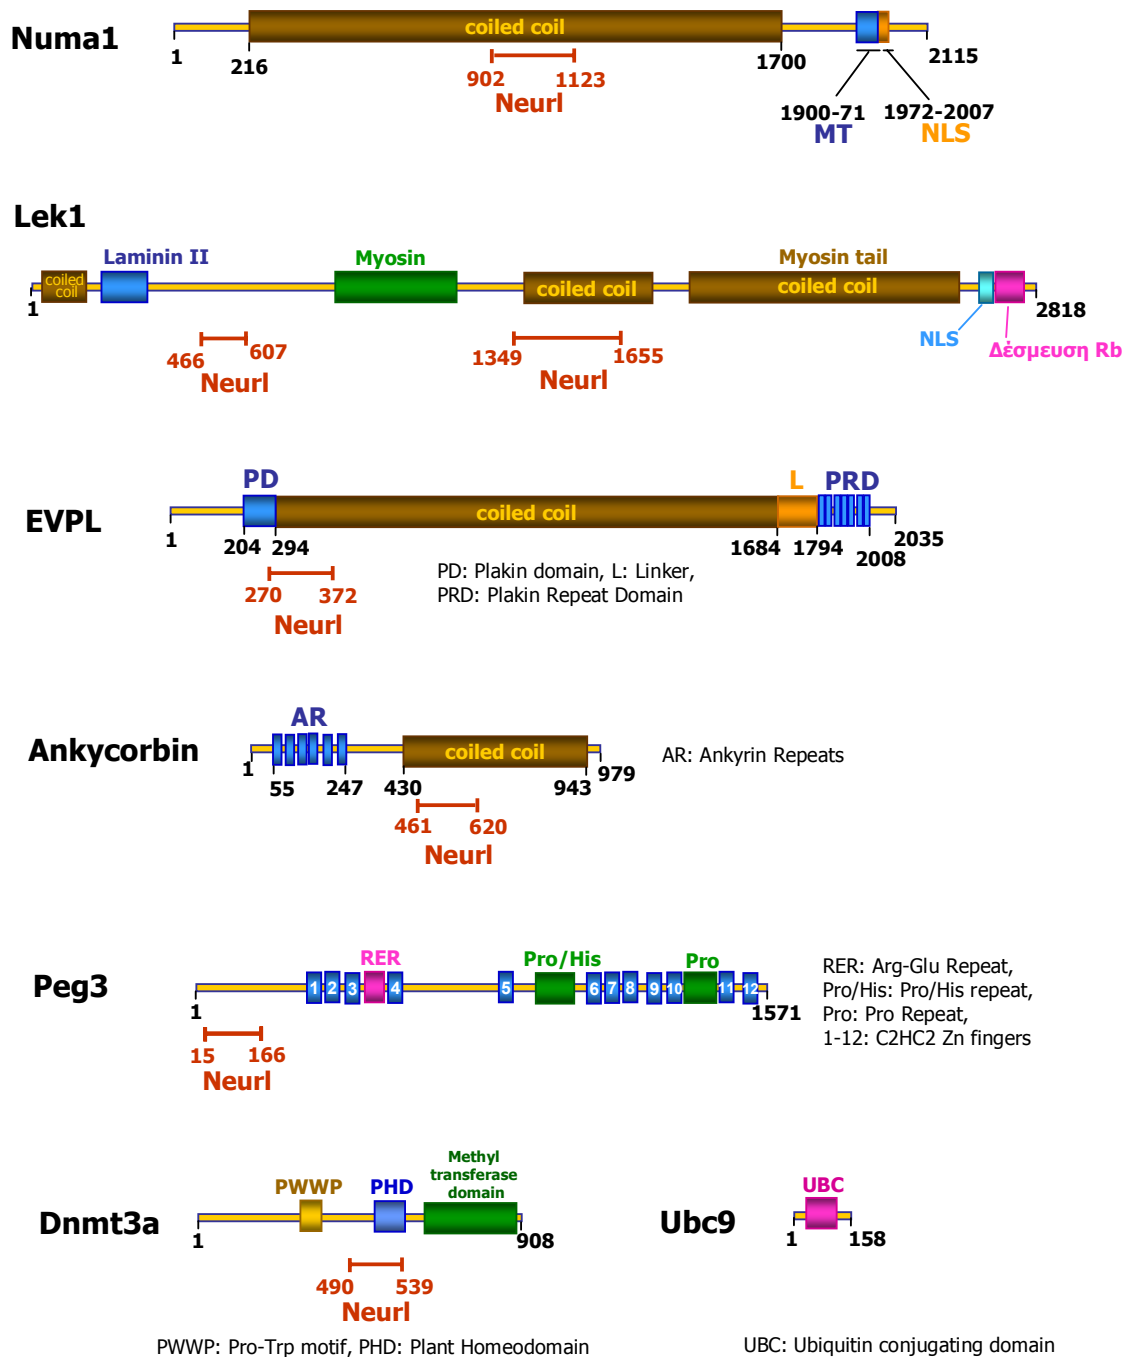 Numa1
coiled coil
1
216
902
1123
1700
2115
Neurl
1900-71
1972-2007
MT
NLS
Lek1
coiled
coil
Laminin II
Myosin
coiled coil
Myosin tail
coiled coil
1
2818
466
607
Neurl
1349
1655
Neurl
NLS
Δέσμευση Rb
EVPL
PD
coiled coil
L
PRD
1
204
294
1684
1794
2008
2035
270
372
Neurl
PD: Plakin domain, L: Linker,
PRD: Plakin Repeat Domain
Ankycorbin
AR
coiled coil
1
55
247
430
943
979
461
620
Neurl
AR: Ankyrin Repeats
Peg3
RER
Pro/His
Pro
1 2 3 4 5 6 7 8 9 10 11 12
1
1571
15
166
Neurl
RER: Arg-Glu Repeat,
Pro/His: Pro/His repeat,
Pro: Pro Repeat,
1-12: C2HC2 Zn fingers
Dnmt3a
PWWP
PHD
Methyl
transferase
domain
1
908
490
539
Neurl
PWWP: Pro-Trp motif, PHD: Plant Homeodomain
Ubc9
UBC
1
158
UBC: Ubiquitin conjugating domain